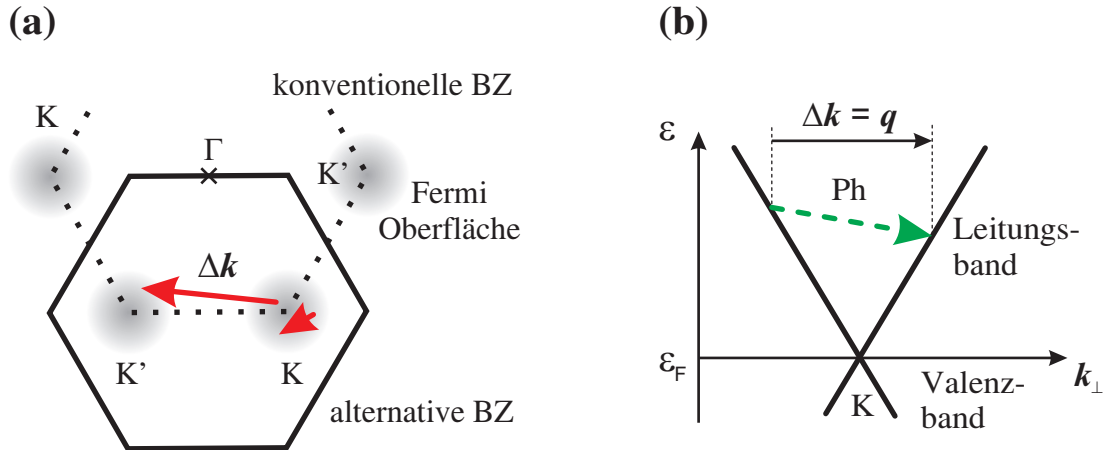 (a)
konventionelle BZ
K
Γ
K'
Fermi
Oberfläche
Δk
K'
K
alternative BZ
(b)
Δk = q
ε
Ph
Leitungs-
band
ε_F
k_⊥
K
Valenz-
band